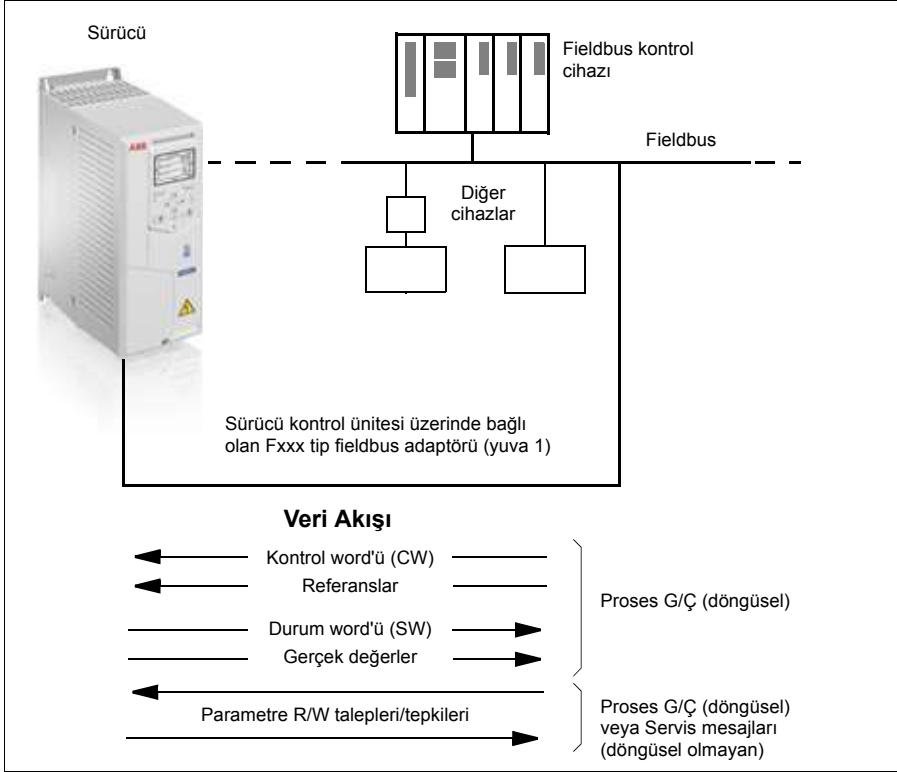 Sürücü
Fieldbus kontrol
cihazı
ABB
Fieldbus
Diğer
cihazlar
Sürücü kontrol ünitesi üzerinde bağlı
olan Fxxx tip fieldbus adaptörü (yuva 1)
Veri Akışı
Kontrol word'ü (CW)
Referanslar
Proses G/Ç (döngüsel)
Durum word'ü (SW)
Gerçek değerler
Parametre R/W talepleri/tepkileri
Proses G/Ç (döngüsel)
veya Servis mesajları
(döngüsel olmayan)